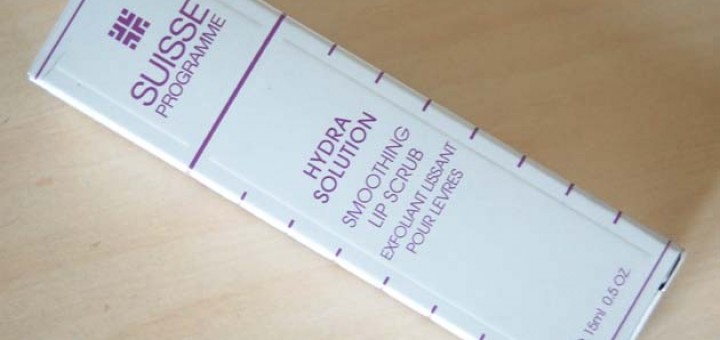 SUISSE
PROGRAMME
HYDRA
SOLUTION
SMOOTHING
LIP SCRUB
EXFOLIANT LISSANT
POUR LEVRES
15ml 0.5 OZ.